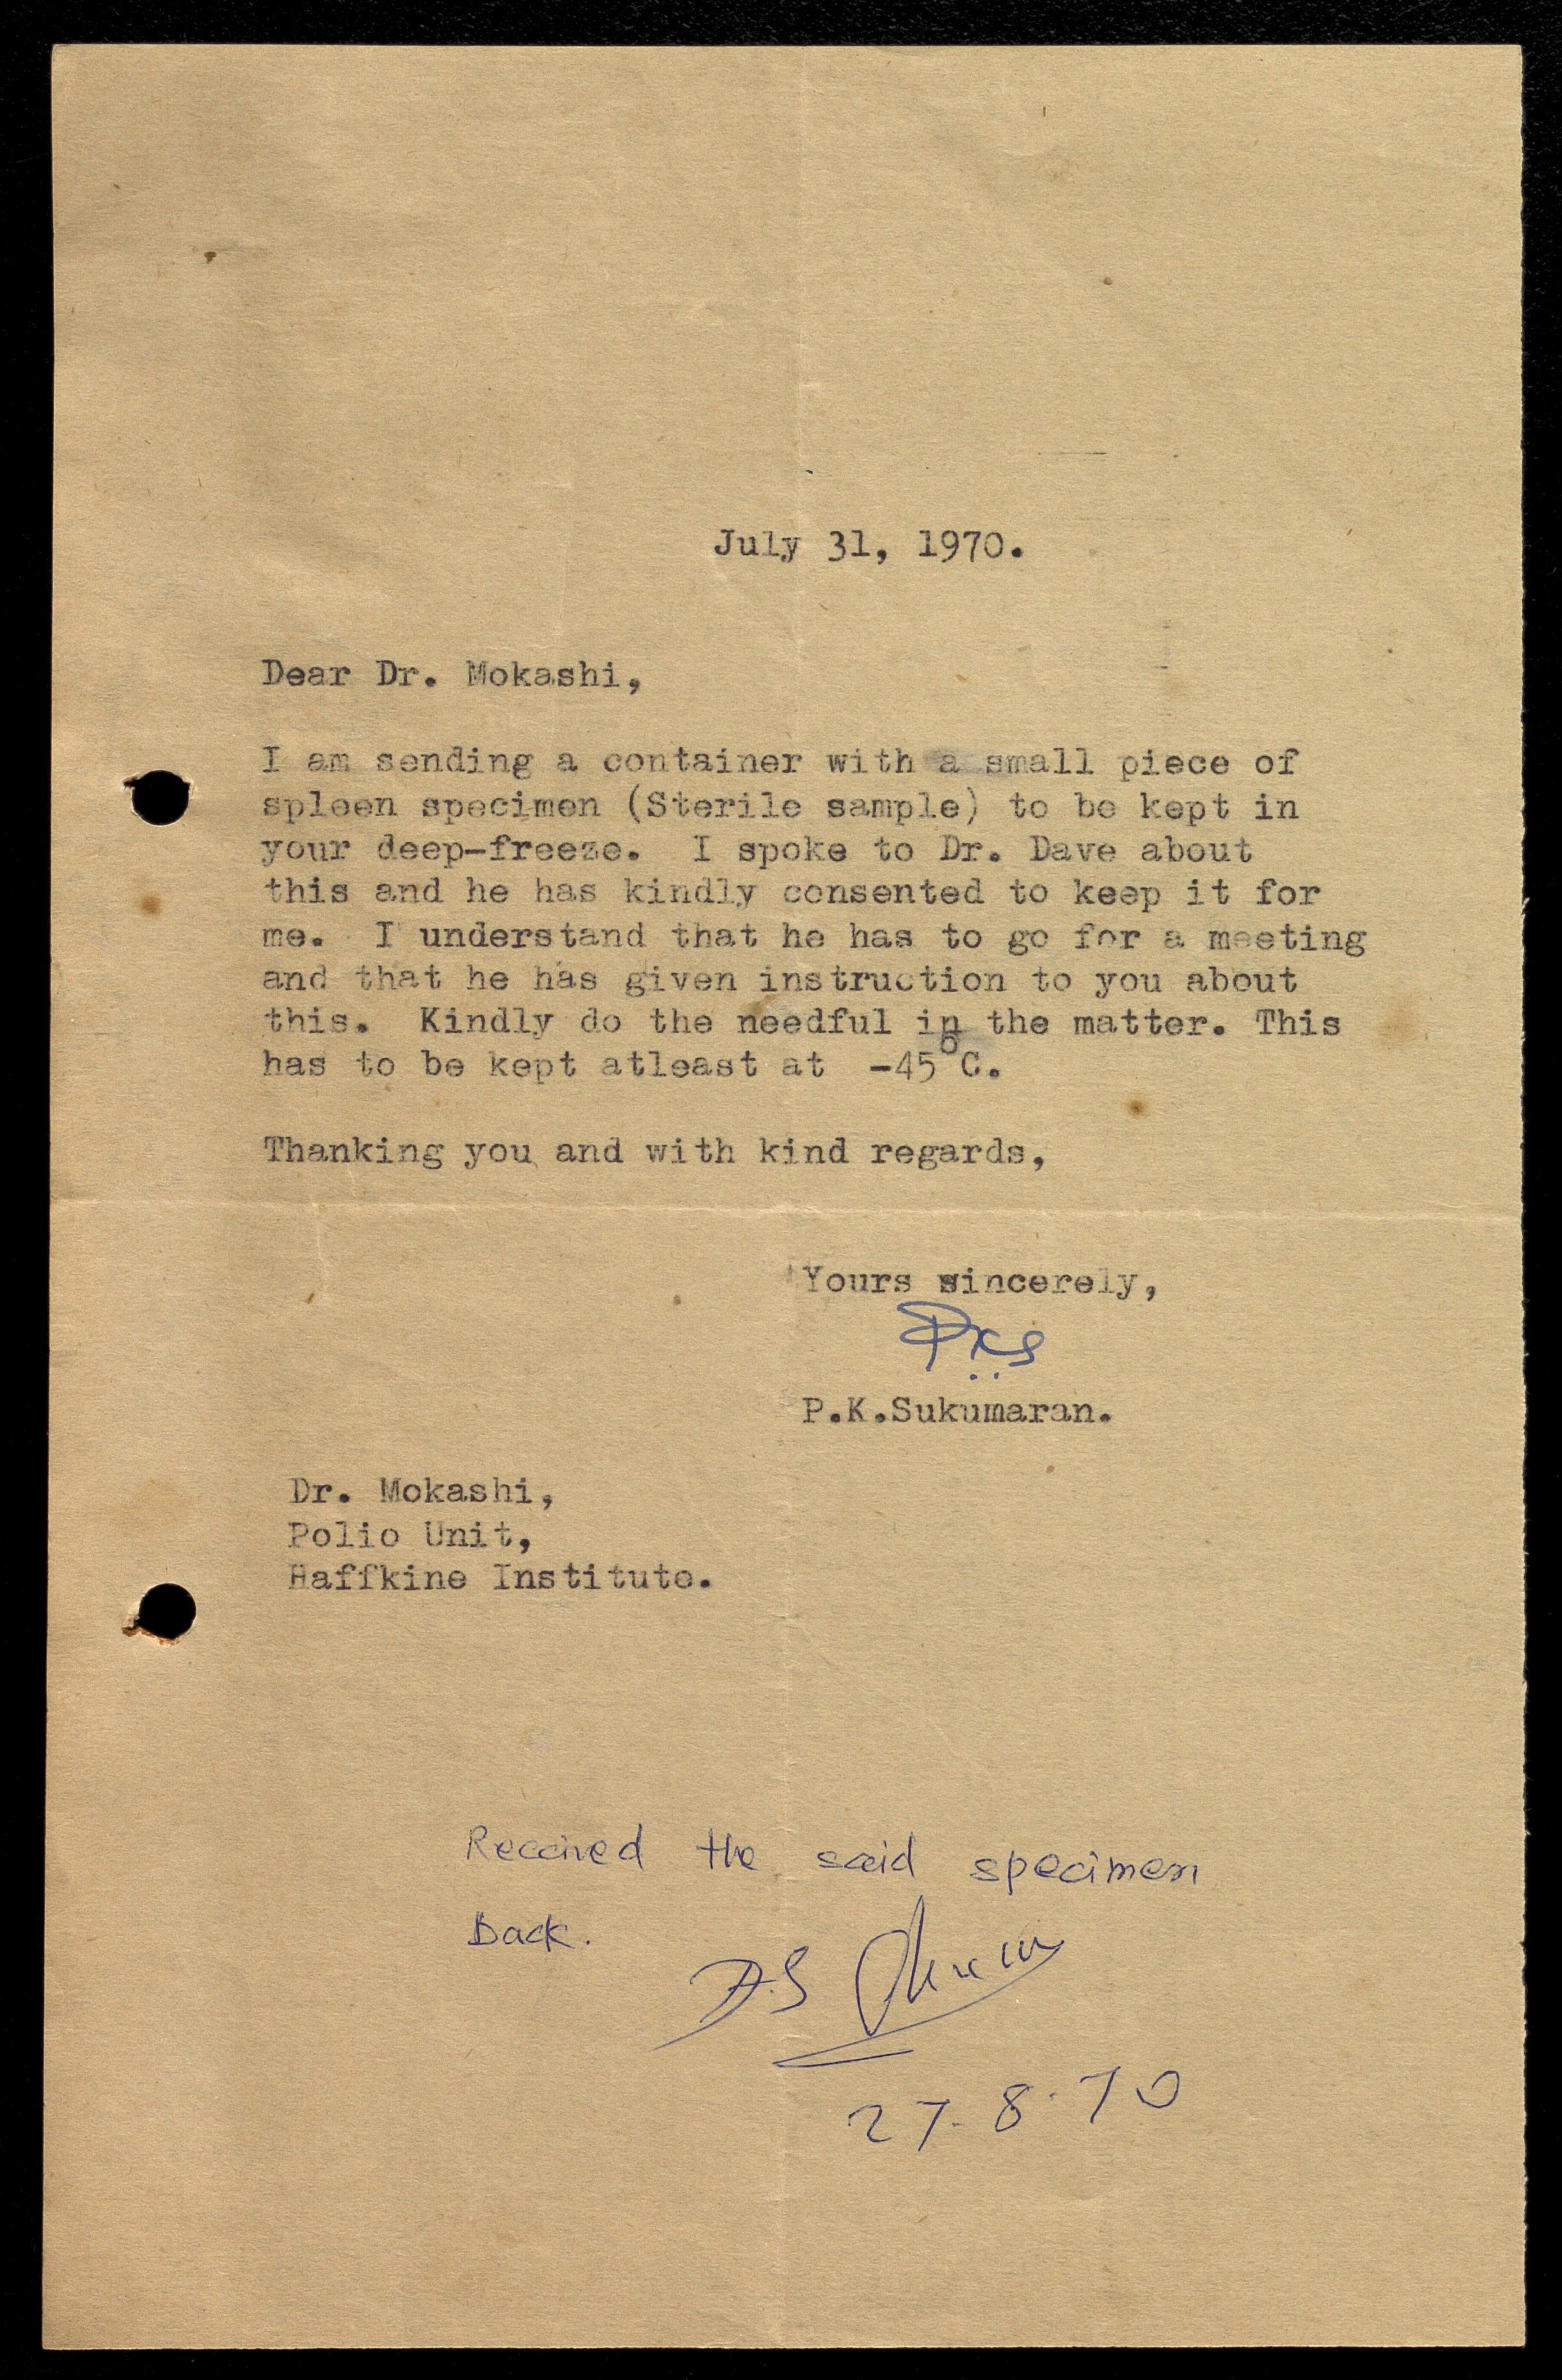 July 31, 1970.
Dear Dr. Mokashi,
I am sending a container with a small piece of
spleen specimen (Sterile sample) to be kept in
your deep-freeze. I spoke to Dr. Dave about
this and he has kindly consented to keep it for
me. I understand that he has to go for a meeting
and that he has given instruction to you about
this. Kindly do the needful in the matter. This
has to be kept atleast at -45°C.
Thanking you and with kind regards,
Yours sincerely,
PKS
P.K.Sukumaran.
Dr. Mokashi,
Polio Unit,
Haffkine Institute.
Received the said specimen
back.
27-8-70